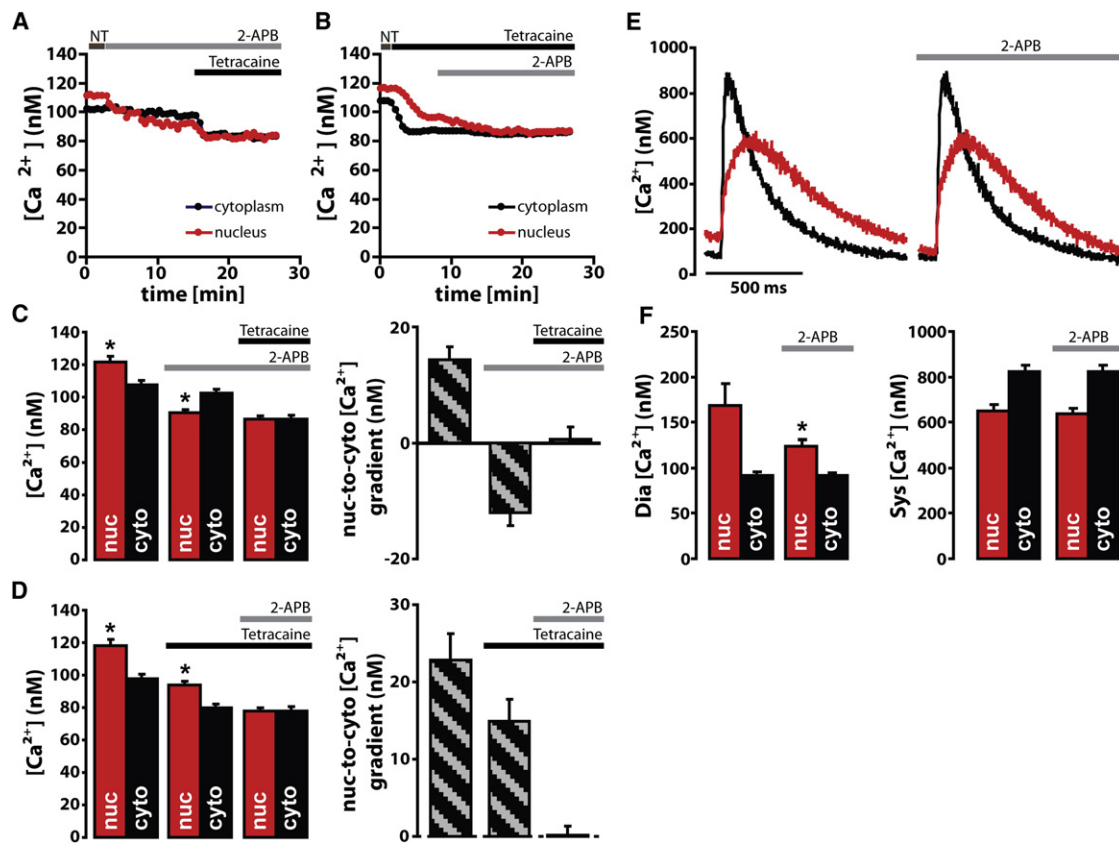 A
NT
2-APB
Tetracaine
140
120
100
80
60
40
20
0
[Ca 2+] (nM)
cytoplasm
nucleus
0 10 20 30
time [min]
B
NT
Tetracaine
2-APB
140
120
100
80
60
40
20
0
[Ca 2+] (nM)
cytoplasm
nucleus
0 10 20 30
time [min]
E
2-APB
1000
800
600
400
200
0
[Ca2+] (nM)
500 ms
C
Tetracaine
2-APB
140
120
100
80
60
40
20
0
[Ca2+] (nM)
* *
nuc cyto nuc cyto nuc cyto
Tetracaine
2-APB
20
0
-20
nuc-to-cyto [Ca2+]
gradient (nM)
F
2-APB
250
200
150
100
50
0
Dia [Ca2+] (nM)
*
nuc cyto nuc cyto
2-APB
1000
800
600
400
200
0
Sys [Ca2+] (nM)
nuc cyto nuc cyto
D
2-APB
Tetracaine
140
120
100
80
60
40
20
0
[Ca2+] (nM)
* *
nuc cyto nuc cyto nuc cyto
2-APB
Tetracaine
30
20
10
0
nuc-to-cyto [Ca2+]
gradient (nM)